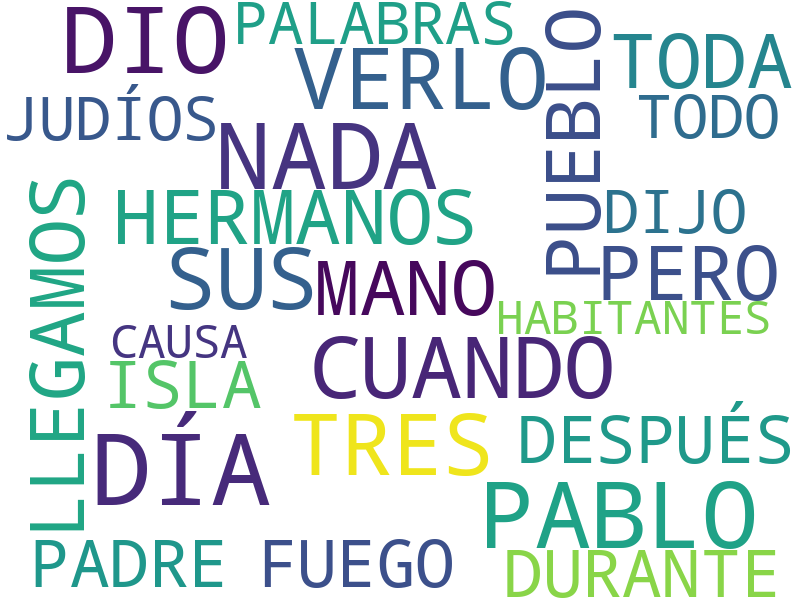 DIO
PALABRAS
VERLO
PUEBLO
TODA
JUDÍOS
TODO
NADA
LLEGAMOS
HERMANOS
DIJO
SUS
MANO
PERO
HABITANTES
CAUSA
CUANDO
ISLA
DÍA
TRES
DESPUÉS
PABLO
PADRE
FUEGO
DURANTE